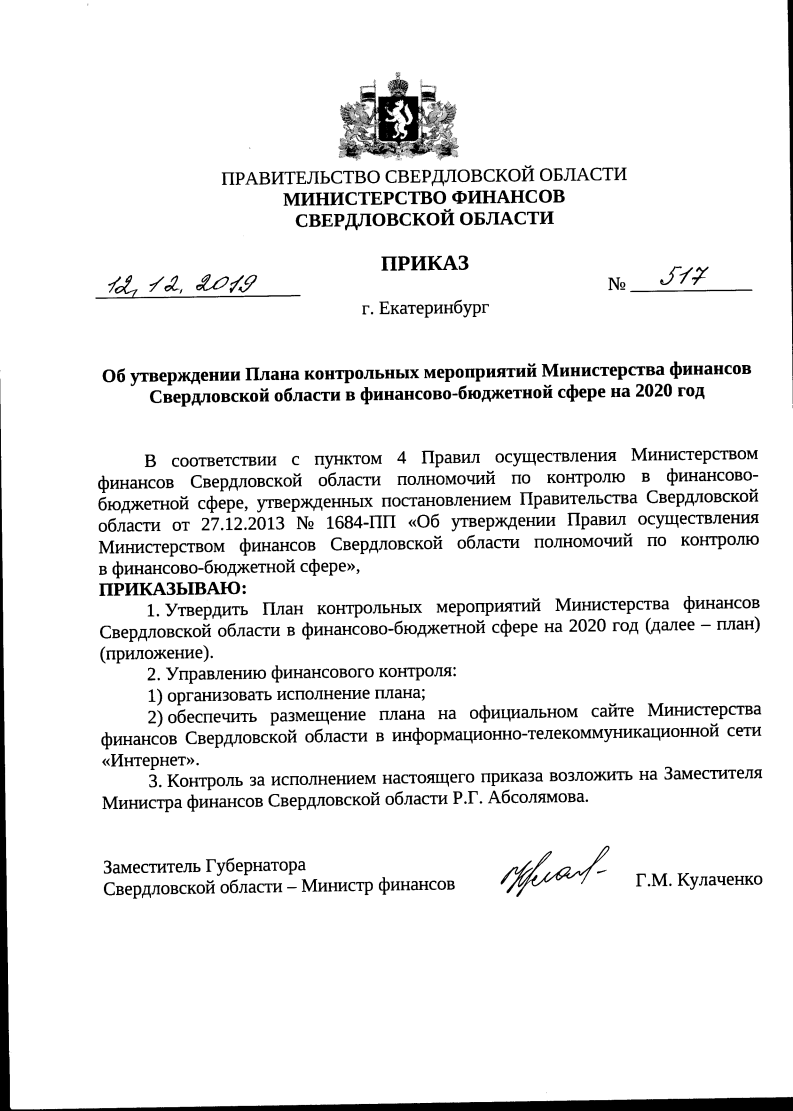 ПРАВИТЕЛЬСТВО СВЕРДЛОВСКОЙ ОБЛАСТИ
МИНИСТЕРСТВО ФИНАНСОВ
СВЕРДЛОВСКОЙ ОБЛАСТИ
ПРИКАЗ
12.12.2019 № 517
г. Екатеринбург
Об утверждении Плана контрольных мероприятий Министерства финансов
Свердловской области в финансово-бюджетной сфере на 2020 год
В соответствии с пунктом 4 Правил осуществления Министерством
финансов Свердловской области полномочий по контролю в финансово-
бюджетной сфере, утвержденных постановлением Правительства Свердловской
области от 27.12.2013 № 1684-ПП «Об утверждении Правил осуществления
Министерством финансов Свердловской области полномочий по контролю
в финансово-бюджетной сфере»,
ПРИКАЗЫВАЮ:
1. Утвердить План контрольных мероприятий Министерства финансов
Свердловской области в финансово-бюджетной сфере на 2020 год (далее – план)
(приложение).
2. Управлению финансового контроля:
1) организовать исполнение плана;
2) обеспечить размещение плана на официальном сайте Министерства
финансов Свердловской области в информационно-телекоммуникационной сети
«Интернет».
3. Контроль за исполнением настоящего приказа возложить на Заместителя
Министра финансов Свердловской области Р.Г. Абсолямова.
Заместитель Губернатора
Свердловской области – Министр финансов Г.М. Кулаченко